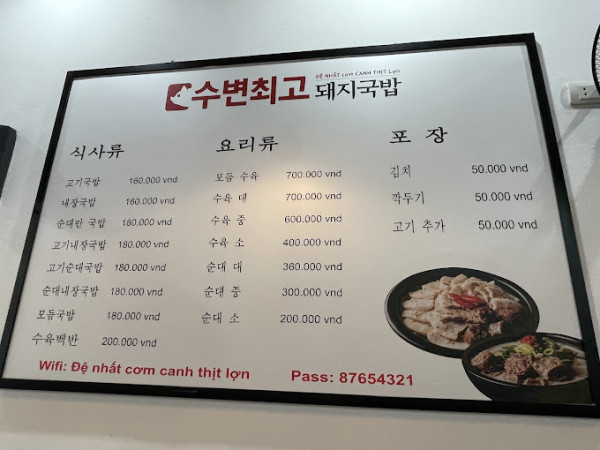 ĐỆ NHẤT cơm CANH THỊT Lợn
수변최고 돼지국밥
식사류
고기국밥 160.000 vnd
내장국밥 160.000 vnd
순대만 국밥 180.000 vnd
고기내장국밥 180.000 vnd
고기순대국밥 180.000 vnd
순대내장국밥 180.000 vnd
모듬국밥 180.000 vnd
수육백반 200.000 vnd
요리류
모듬 수육 700.000 vnd
수육 대 700.000 vnd
수육 중 600.000 vnd
수육 소 400.000 vnd
순대 대 360.000 vnd
순대 중 300.000 vnd
순대 소 200.000 vnd
포 장
김치 50.000 vnd
깍두기 50.000 vnd
고기 추가 50.000 vnd
Wifi: Đệ nhất cơm canh thịt lợn Pass: 87654321